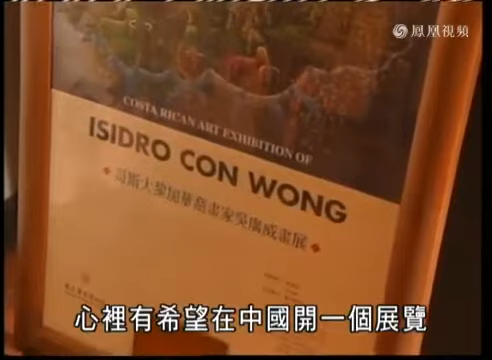 鳳凰視頻
COSTA RICAN ART EXHIBITION OF
ISIDRO CON WONG
哥斯大黎加華裔畫家吳廣威畫展
心裡有希望在中國開一個展覽